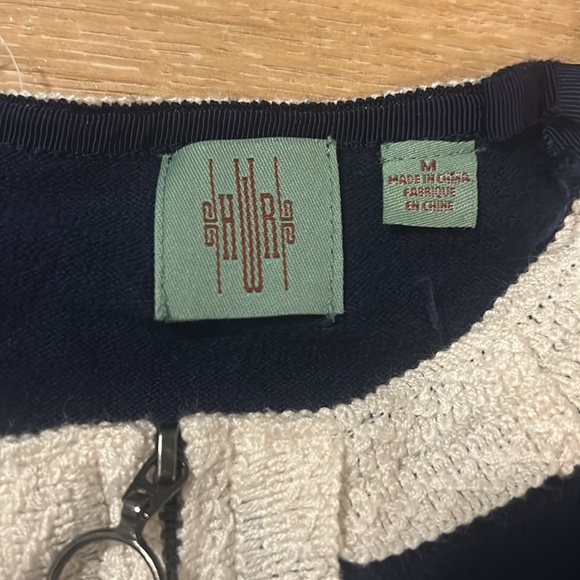 HWR
M
MADE IN CHINA
FABRIQUE
EN CHINE